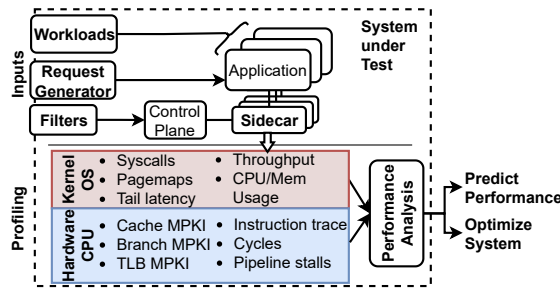 Inputs
Workloads
Request
Generator
Filters
Control
Plane
Application
Sidecar
System
under
Test
Profiling
Kernel
OS
• Syscalls
• Pagemaps
• Tail latency
• Throughput
• CPU/Mem
Usage
Hardware
CPU
• Cache MPKI
• Branch MPKI
• TLB MPKI
• Instruction trace
• Cycles
• Pipeline stalls
Performance
Analysis
Predict
Performance
Optimize
System